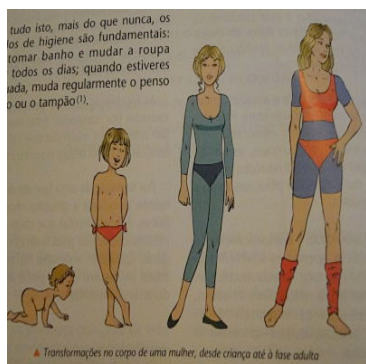 tudo isto, mais do que nunca, os
los de higiene são fundamentais:
tomar banho e mudar a roupa
todos os dias; quando estiveres
uada, muda regularmente o penso
o ou o tampão(1).
▲ Transformações no corpo de uma mulher, desde criança até à fase adulta